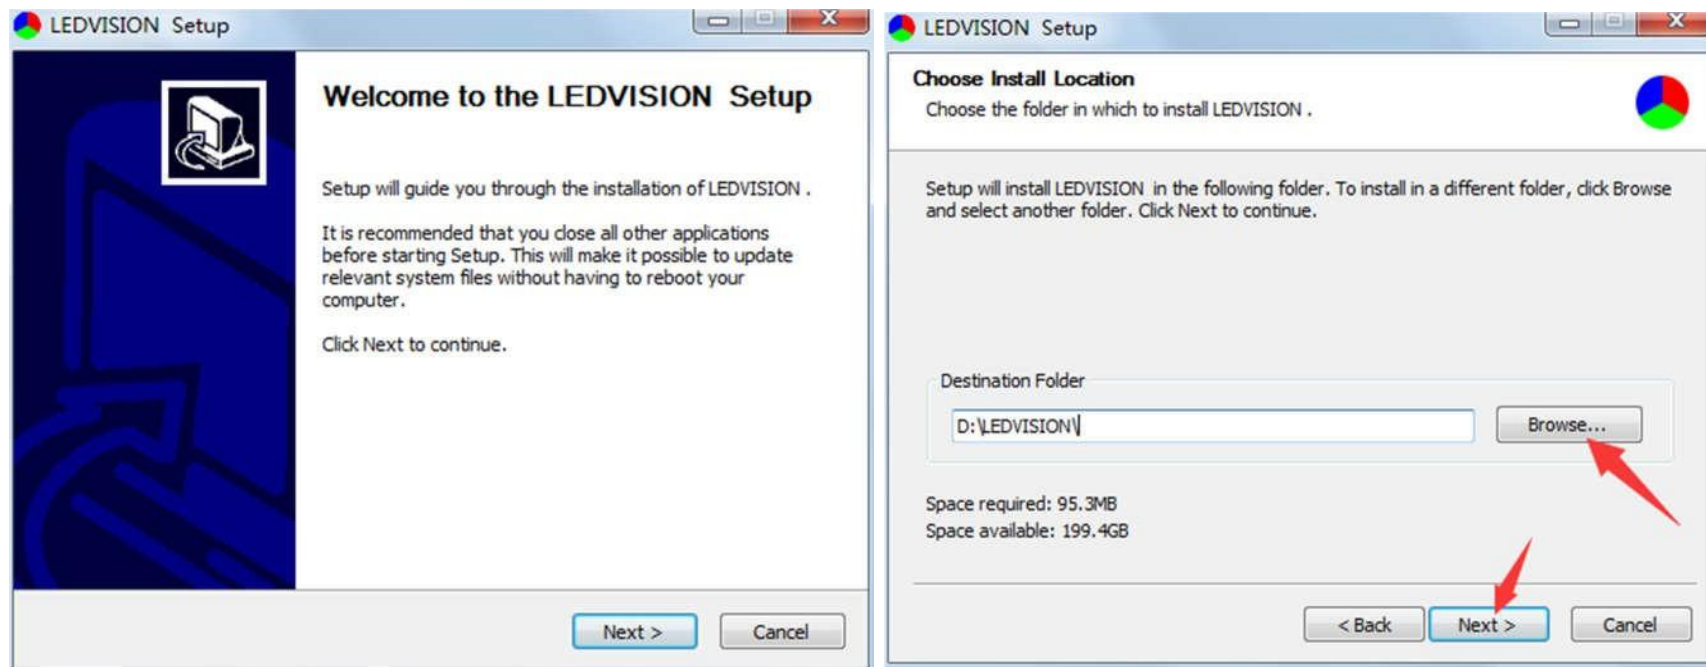 LEDVISION Setup
Welcome to the LEDVISION Setup
Setup will guide you through the installation of LEDVISION .
It is recommended that you close all other applications
before starting Setup. This will make it possible to update
relevant system files without having to reboot your
computer.
Click Next to continue.
Next >
Cancel
LEDVISION Setup
Choose Install Location
Choose the folder in which to install LEDVISION .
Setup will install LEDVISION in the following folder. To install in a different folder, click Browse
and select another folder. Click Next to continue.
Destination Folder
D:\LEDVISION\
Browse...
Space required: 95.3MB
Space available: 199.4GB
< Back
Next >
Cancel